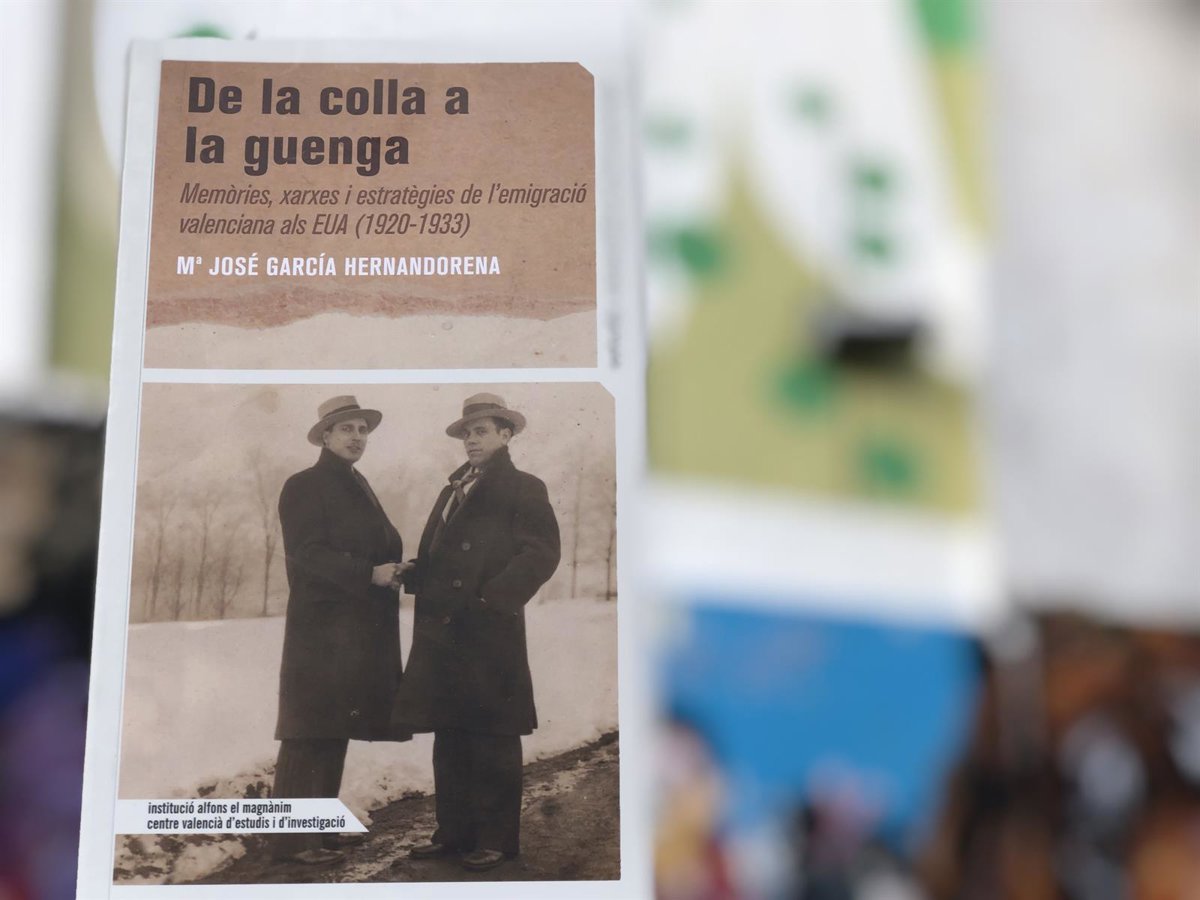 De la colla a
la guenga
Memòries, xarxes i estratègies de l'emigració
valenciana als EUA (1920-1933)
Mª JOSÉ GARCÍA HERNANDORENA
institució alfons el magnànim
centre valencià d'estudis i d'investigació